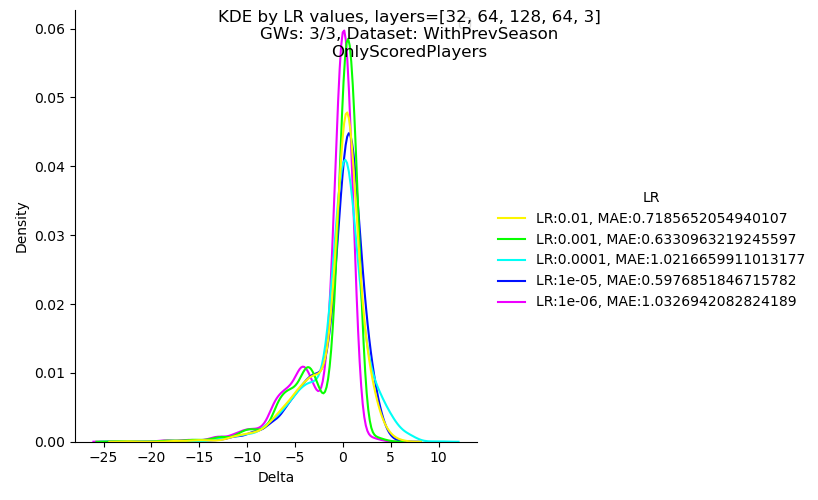 KDE by LR values, layers=[32, 64, 128, 64, 3]
GWs: 3/3, Dataset: WithPrevSeason
OnlyScoredPlayers
0.06
0.05
0.04
0.03
0.02
0.01
0.00
Density
−25 −20 −15 −10 −5 0 5 10
Delta
LR
LR:0.01, MAE:0.7185652054940107
LR:0.001, MAE:0.6330963219245597
LR:0.0001, MAE:1.0216659911013177
LR:1e-05, MAE:0.5976851846715782
LR:1e-06, MAE:1.0326942082824189